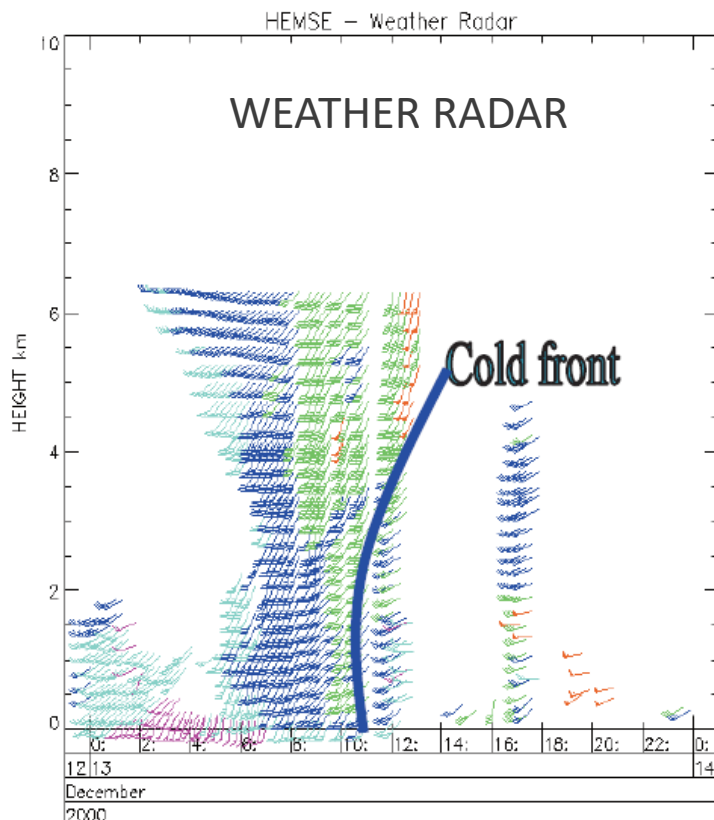 HEMSE – Weather Radar
10
WEATHER RADAR
8
6
Cold front
HEIGHT km
4
2
0
0: 2: 4: 6: 8: 10: 12: 14: 16: 18: 20: 22: 0:
12 13 14
December
2000